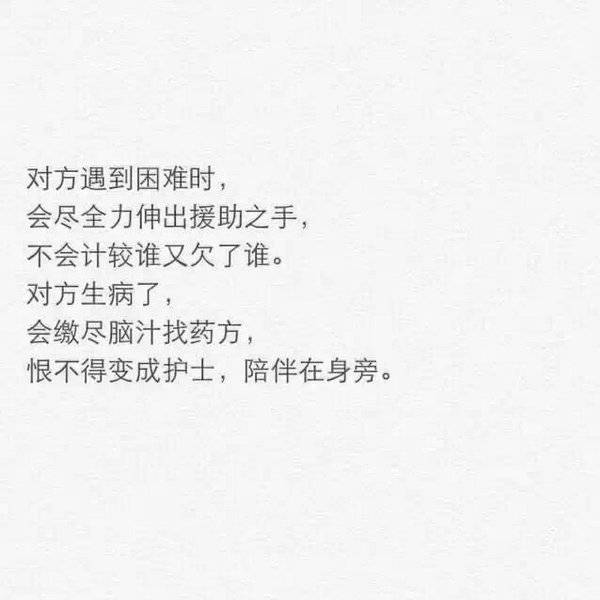 对方遇到困难时，
会尽全力伸出援助之手，
不会计较谁又欠了谁。
对方生病了，
会缴尽脑汁找药方，
恨不得变成护士，陪伴在身旁。